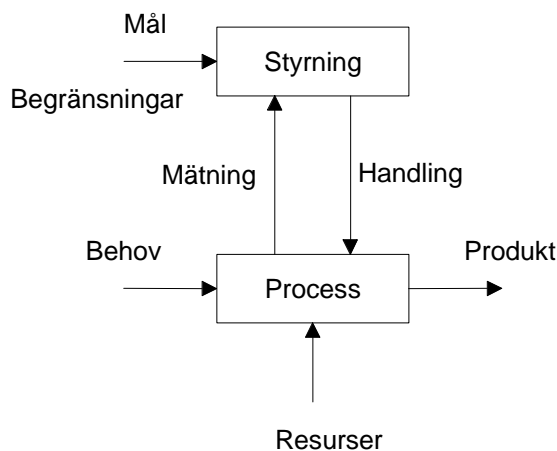 Mål
Styrning
Begränsningar
Mätning
Handling
Behov
Produkt
Process
Resurser